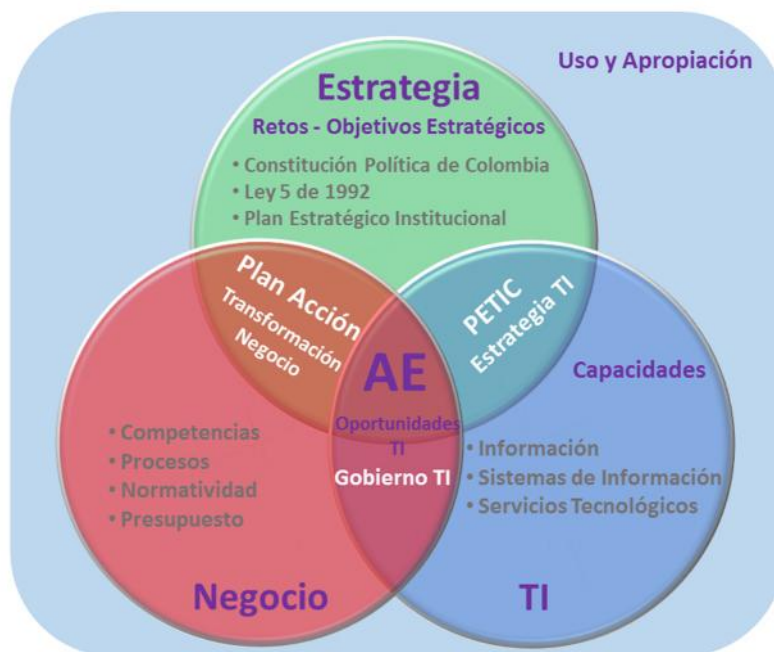 Uso y Apropiación
Estrategia
Retos - Objetivos Estratégicos
• Constitución Política de Colombia
• Ley 5 de 1992
• Plan Estratégico Institucional
Plan Acción
Transformación
Negocio
PETIC
Estrategia TI
AE
Oportunidades
TI
Gobierno TI
Capacidades
• Competencias
• Procesos
• Normatividad
• Presupuesto
• Información
• Sistemas de Información
• Servicios Tecnológicos
Negocio
TI